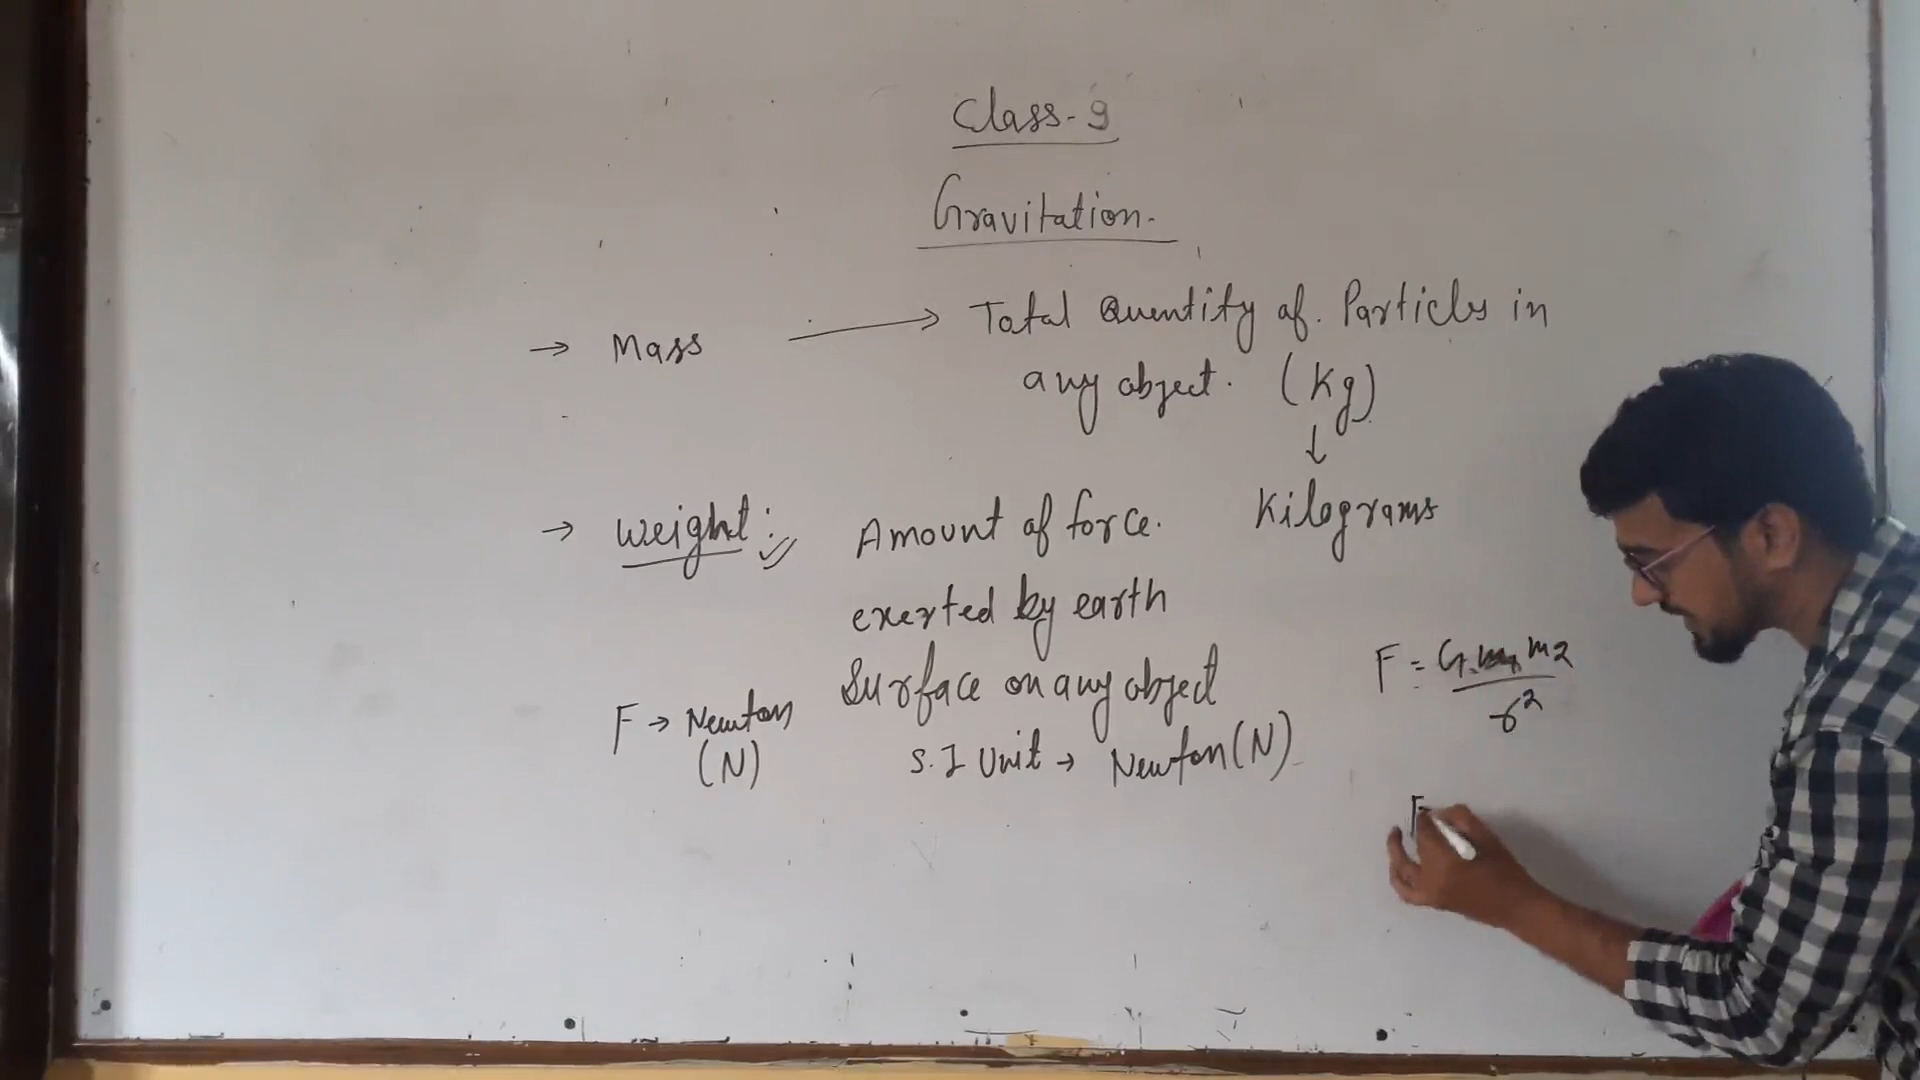 Class-9
Gravitation.
→ Mass → Total Quentity of. Particles in
any object. (Kg)
↓
→ Weight: Amount of force. Kilograms
exerted by earth
Surface on any object
F → Newton
(N)
S.I Unit → Newton(N)
F = G.m1 m2
r²
F